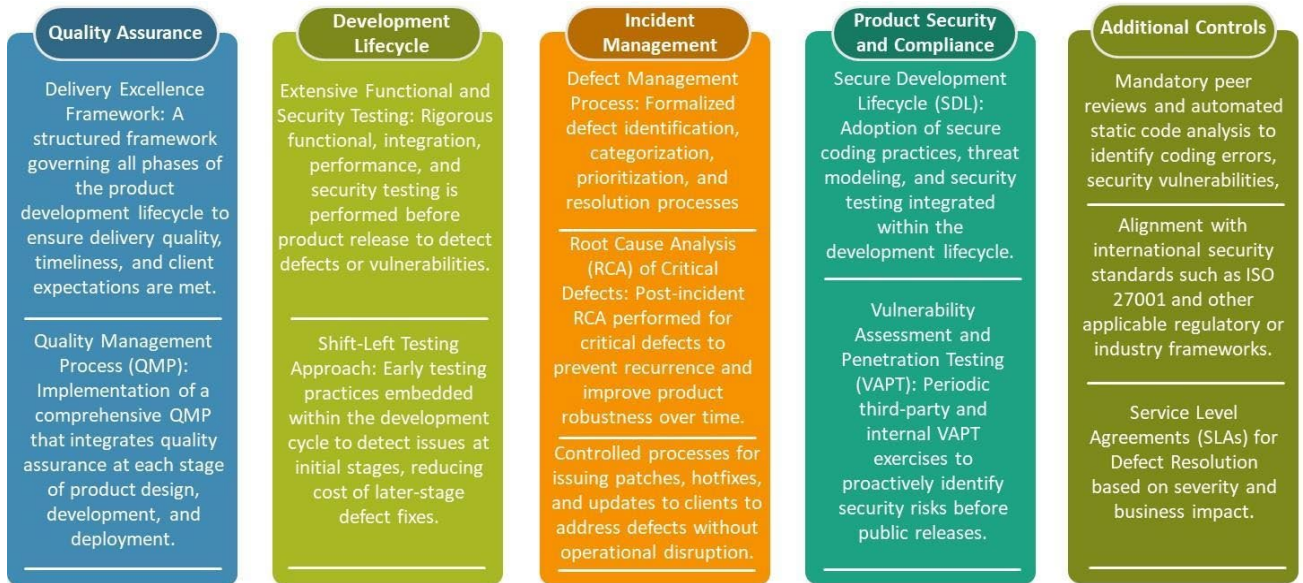 Quality Assurance
Delivery Excellence
Framework: A
structured framework
governing all phases of
the product
development lifecycle to
ensure delivery quality,
timeliness, and client
expectations are met.
Quality Management
Process (QMP):
Implementation of a
comprehensive QMP
that integrates quality
assurance at each stage
of product design,
development, and
deployment.
Development
Lifecycle
Extensive Functional and
Security Testing: Rigorous
functional, integration,
performance, and
security testing is
performed before
product release to detect
defects or vulnerabilities.
Shift-Left Testing
Approach: Early testing
practices embedded
within the development
cycle to detect issues at
initial stages, reducing
cost of later-stage
defect fixes.
Incident
Management
Defect Management
Process: Formalized
defect identification,
categorization,
prioritization, and
resolution processes
Root Cause Analysis
(RCA) of Critical
Defects: Post-incident
RCA performed for
critical defects to
prevent recurrence and
improve product
robustness over time.
Controlled processes for
issuing patches, hotfixes,
and updates to clients to
address defects without
operational disruption.
Product Security
and Compliance
Secure Development
Lifecycle (SDL):
Adoption of secure
coding practices, threat
modeling, and security
testing integrated
within the
development lifecycle.
Vulnerability
Assessment and
Penetration Testing
(VAPT): Periodic
third-party and
internal VAPT
exercises to
proactively identify
security risks before
public releases.
Additional Controls
Mandatory peer
reviews and automated
static code analysis to
identify coding errors,
security vulnerabilities,
Alignment with
international security
standards such as ISO
27001 and other
applicable regulatory or
industry frameworks.
Service Level
Agreements (SLAs) for
Defect Resolution
based on severity and
business impact.